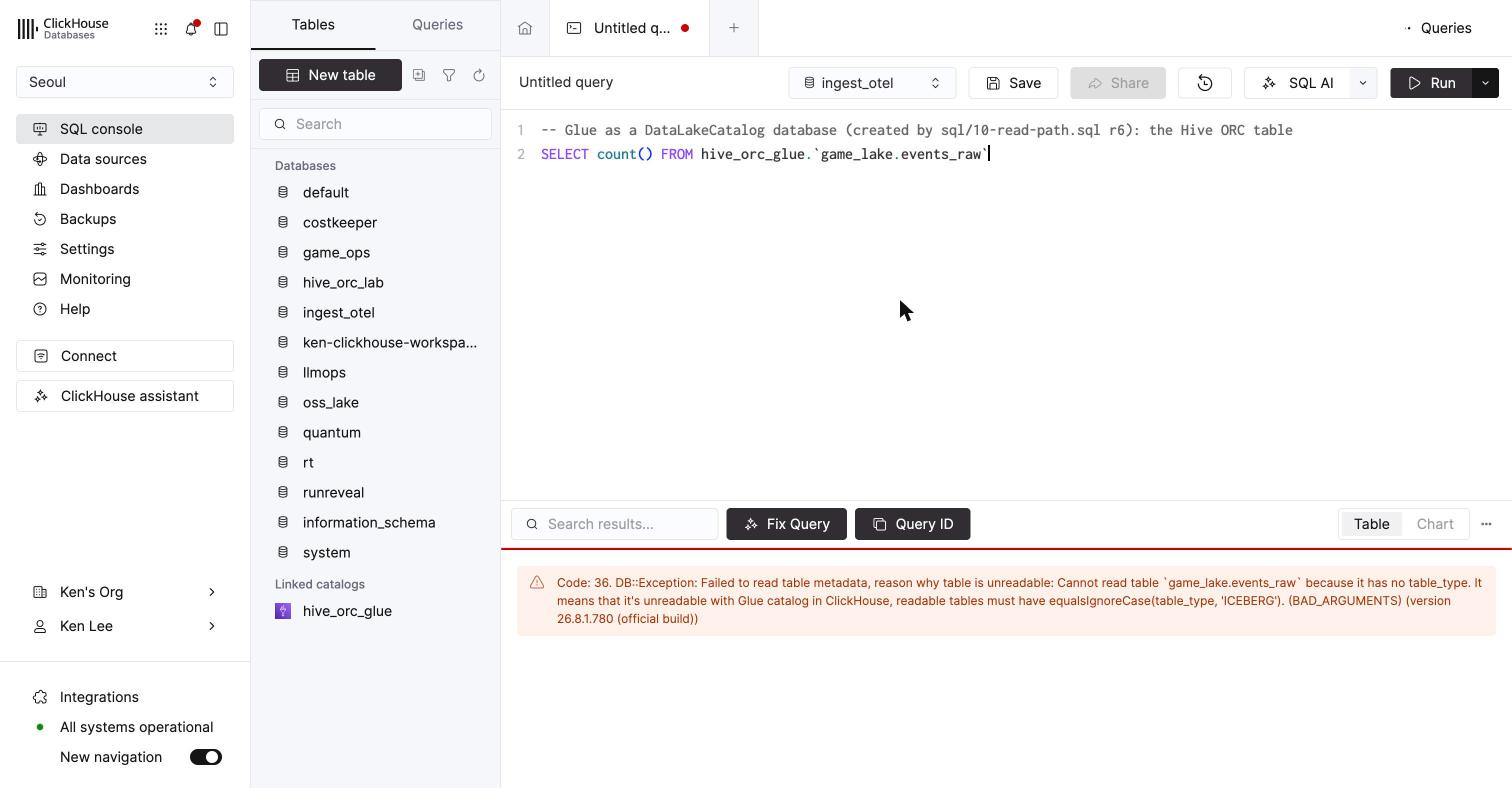 ClickHouse
Databases
Seoul
SQL console
Data sources
Dashboards
Backups
Settings
Monitoring
Help
Connect
ClickHouse assistant
Ken's Org
Ken Lee
Integrations
All systems operational
New navigation
Tables
Queries
New table
Search
Databases
default
costkeeper
game_ops
hive_orc_lab
ingest_otel
ken-clickhouse-workspa...
llmops
oss_lake
quantum
rt
runreveal
information_schema
system
Linked catalogs
hive_orc_glue
Untitled q...
Queries
Untitled query
ingest_otel
Save
Share
SQL AI
Run
1 -- Glue as a DataLakeCatalog database (created by sql/10-read-path.sql r6): the Hive ORC table
2 SELECT count() FROM hive_orc_glue.`game_lake.events_raw`
Search results...
Fix Query
Query ID
Table
Chart
Code: 36. DB::Exception: Failed to read table metadata, reason why table is unreadable: Cannot read table `game_lake.events_raw` because it has no table_type. It
means that it's unreadable with Glue catalog in ClickHouse, readable tables must have equalsIgnoreCase(table_type, 'ICEBERG'). (BAD_ARGUMENTS) (version
26.8.1.780 (official build))